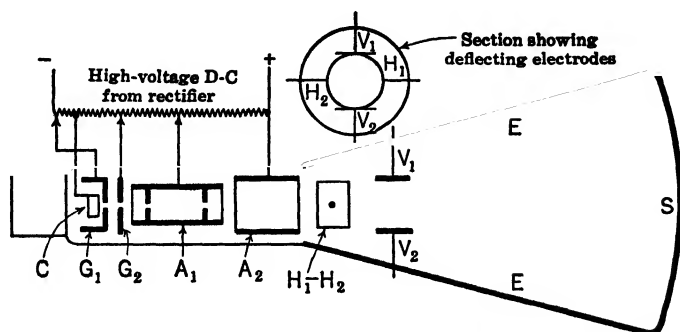 Section showing
deflecting electrodes
V₁
H₁
H₂
V₂
−
+
High-voltage D-C
from rectifier
E
V₁
S
V₂
E
C
G₁
G₂
A₁
A₂
H₁-H₂